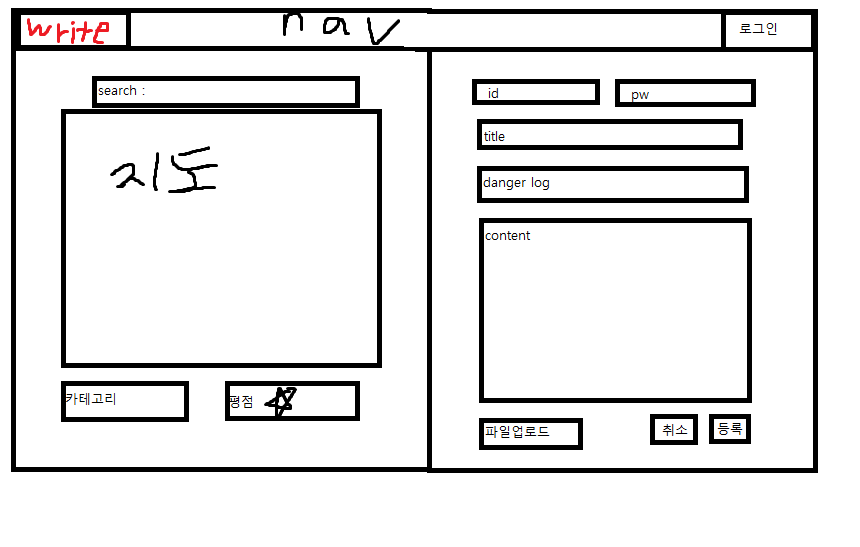 write
nav
로그인
search :
지도
카테고리
평점
id
pw
title
danger log
content
파일업로드
취소
등록